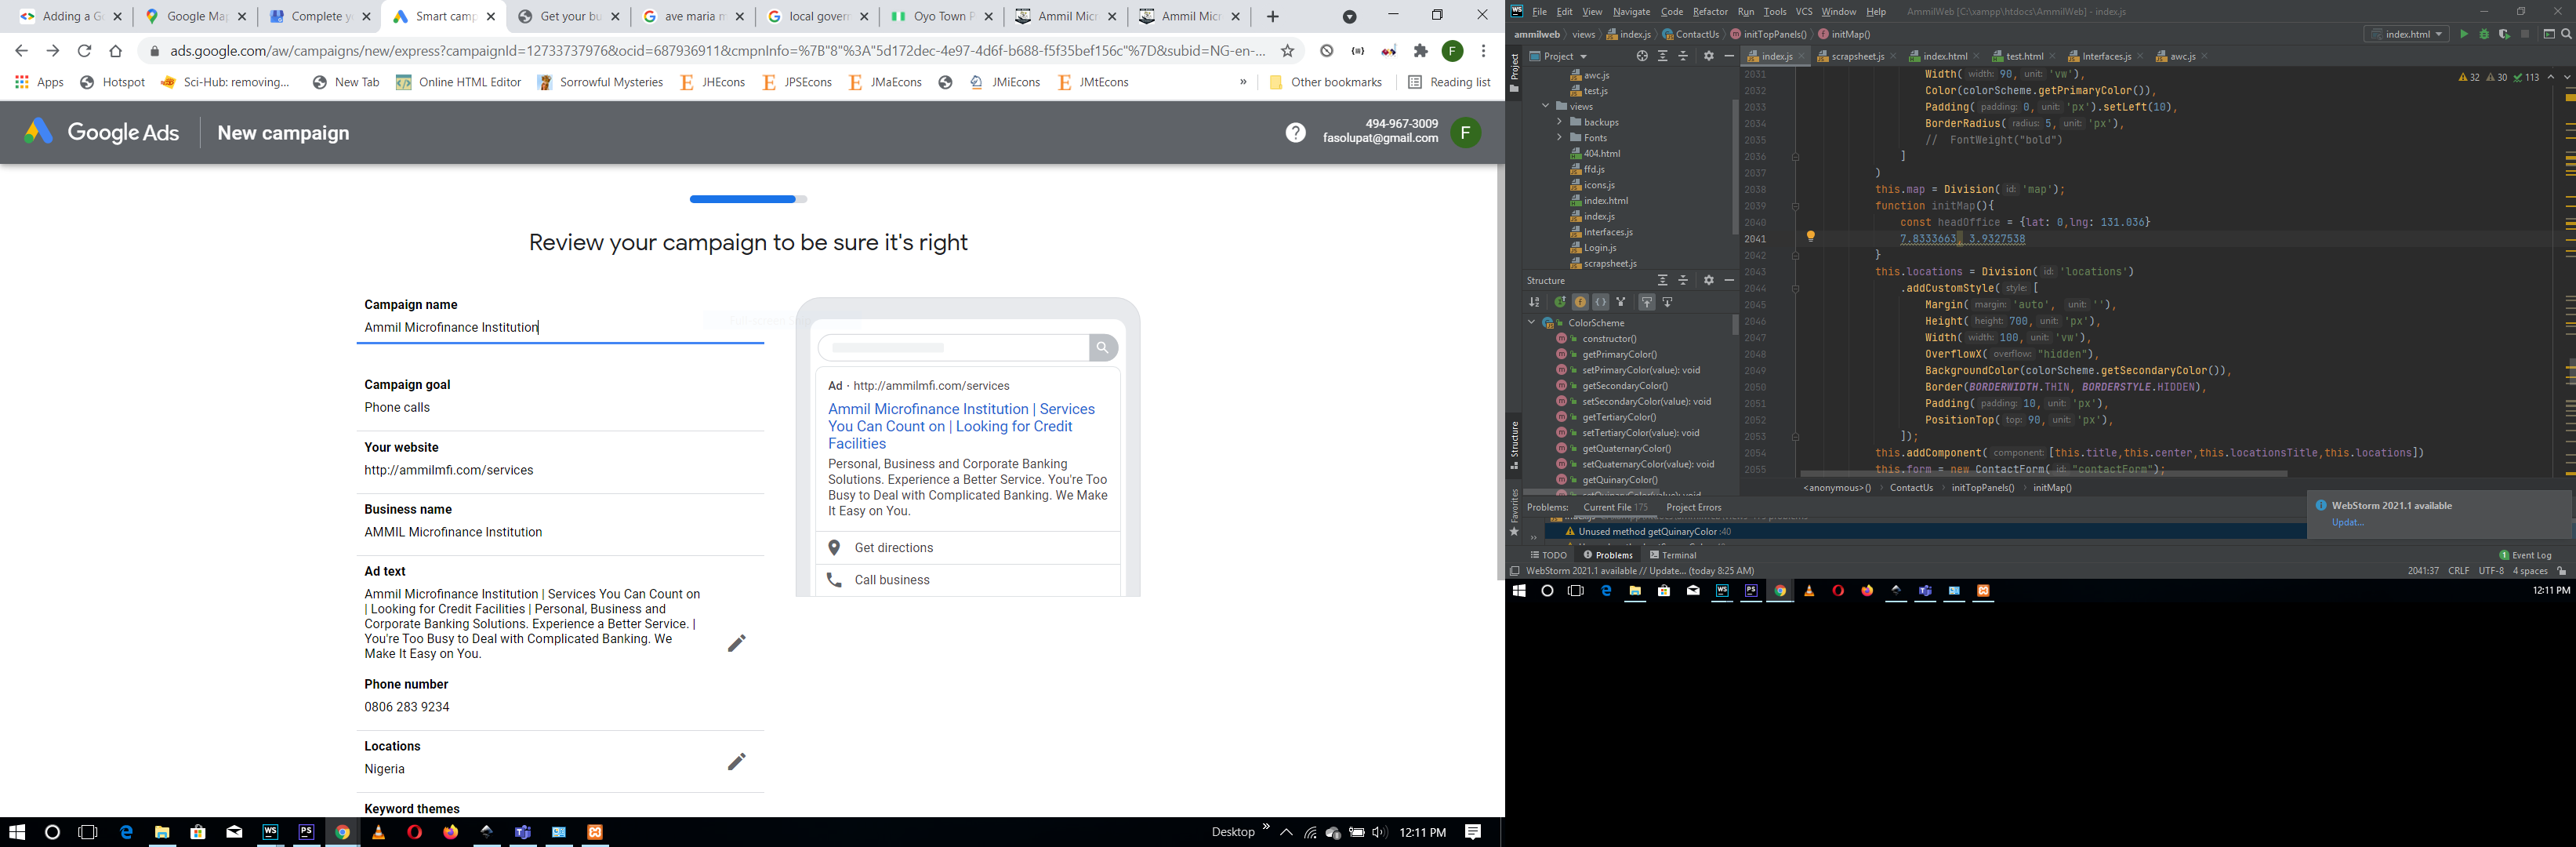 Adding a G
Google Ma
Complete y
Smart camp
Get your bu
ave maria m
local govern
Oyo Town P
Ammil Micr
Ammil Micr
ads.google.com/aw/campaigns/new/express?campaignId=12733737976&ocid=687936911&cmpnInfo=%7B"8"%3A"5d172dec-4e97-4d6f-b688-f5f35bef156c"%7D&subid=NG-en-...
Apps
Hotspot
Sci-Hub: removing...
New Tab
Online HTML Editor
Sorrowful Mysteries
JHEcons
JPSEcons
JMaEcons
JMiEcons
JMtEcons
»
Other bookmarks
Reading list
Google Ads
New campaign
494-967-3009
fasolupat@gmail.com
F
Review your campaign to be sure it's right
Campaign name
Ammil Microfinance Institution
Campaign goal
Phone calls
Your website
http://ammilmfi.com/services
Business name
AMMIL Microfinance Institution
Ad text
Ammil Microfinance Institution | Services You Can Count on
| Looking for Credit Facilities | Personal, Business and
Corporate Banking Solutions. Experience a Better Service. |
You're Too Busy to Deal with Complicated Banking. We
Make It Easy on You.
Phone number
0806 283 9234
Locations
Nigeria
Keyword themes
Ad · http://ammilmfi.com/services
Ammil Microfinance Institution | Services
You Can Count on | Looking for Credit
Facilities
Personal, Business and Corporate Banking
Solutions. Experience a Better Service. You're Too
Busy to Deal with Complicated Banking. We Make
It Easy on You.
Get directions
Call business
Desktop
12:11 PM
File Edit View Navigate Code Refactor Run Tools VCS Window Help
AmmilWeb [C:\xampp\htdocs\AmmilWeb] - index.js
ammilweb
views
index.js
ContactUs
initTopPanels()
initMap()
index.html
Project
awc.js
test.js
views
backups
Fonts
404.html
ffd.js
icons.js
index.html
index.js
Interfaces.js
Login.js
scrapsheet.js
Structure
ColorScheme
constructor()
getPrimaryColor()
setPrimaryColor(value): void
getSecondaryColor()
setSecondaryColor(value): void
getTertiaryColor()
setTertiaryColor(value): void
getQuaternaryColor()
setQuaternaryColor(value): void
getQuinaryColor()
setQuinaryColor(value): void
index.js
scrapsheet.js
index.html
test.html
Interfaces.js
awc.js
32 30 113
2031 Width( width: 90, unit: 'vw'),
2032 Color(colorScheme.getPrimaryColor()),
2033 Padding( padding: 0, unit: 'px').setLeft(10),
2034 BorderRadius( radius: 5, unit: 'px'),
2035 // FontWeight("bold")
2036 ]
2037 )
2038 this.map = Division( id: 'map');
2039 function initMap(){
2040 const headOffice = {lat: 0,lng: 131.036}
2041 7.8333663, 3.9327538
2042 }
2043 this.locations = Division( id: 'locations')
2044 .addCustomStyle( style: [
2045 Margin( margin: 'auto', unit: ''),
2046 Height( height: 700, unit: 'px'),
2047 Width( width: 100, unit: 'vw'),
2048 OverflowX( overflow: "hidden"),
2049 BackgroundColor(colorScheme.getSecondaryColor()),
2050 Border(BORDERWIDTH.THIN, BORDERSTYLE.HIDDEN),
2051 Padding( padding: 10, unit: 'px'),
2052 PositionTop( top: 90, unit: 'px'),
2053 ]);
2054 this.addComponent( component: [this.title,this.center,this.locationsTitle,this.locations])
2055 this.form = new ContactForm( id: "contactForm");
<anonymous>() ContactUs initTopPanels() initMap()
Favorites
Problems: Current File 175 Project Errors
Unused method getQuinaryColor :40
WebStorm 2021.1 available
Updat...
TODO Problems Terminal
1 Event Log
WebStorm 2021.1 available // Update... (today 8:25 AM)
2041:37 CRLF UTF-8 4 spaces
12:11 PM